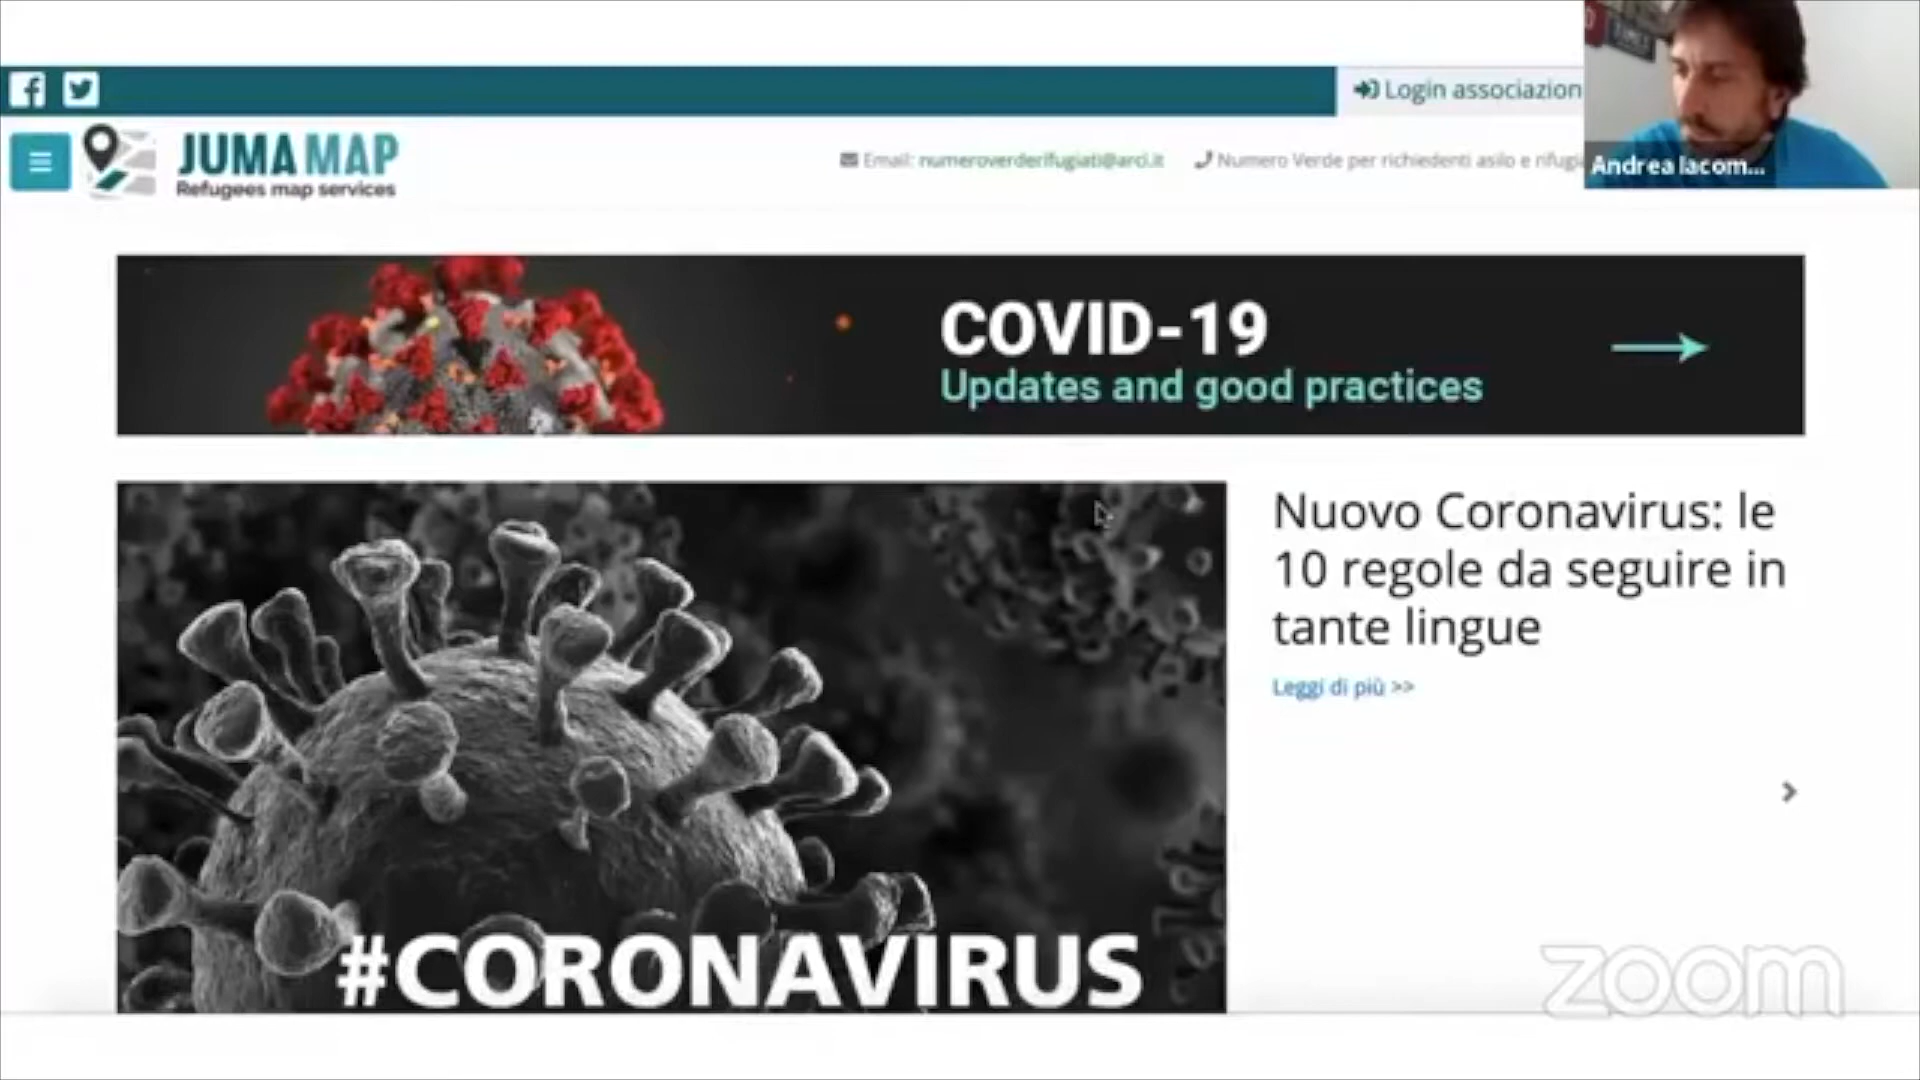 Login associazion
JUMA MAP
Refugees map services
Email: numeroverderifugiati@arci.it
Numero Verde per richiedenti asilo e rifugia
Andrea Iacom...
COVID-19
Updates and good practices
Nuovo Coronavirus: le
10 regole da seguire in
tante lingue
Leggi di più >>
#CORONAVIRUS
zoom